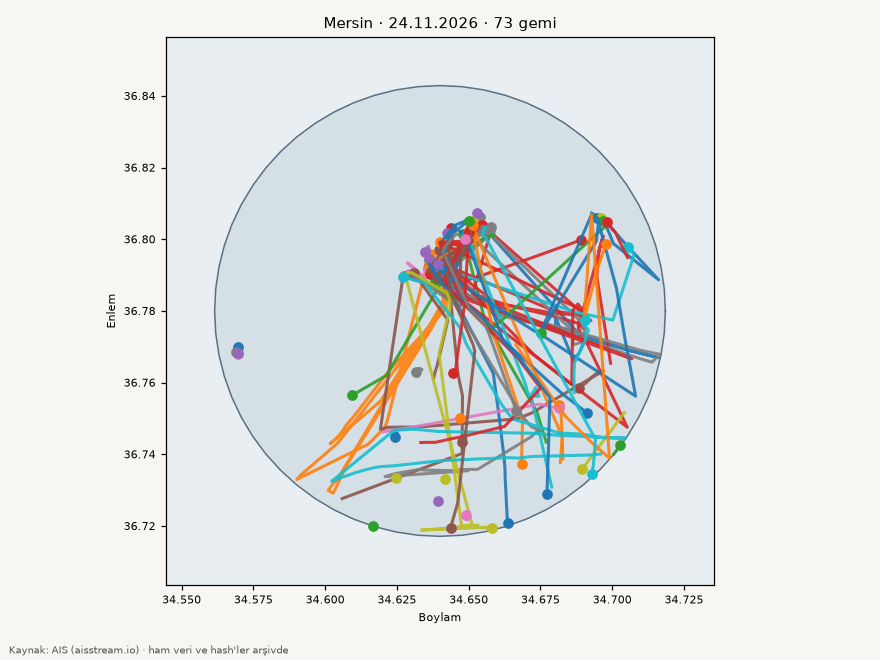 Mersin · 24.11.2026 · 73 gemi
36.84
36.82
36.80
36.78
36.76
36.74
36.72
Enlem
34.550 34.575 34.600 34.625 34.650 34.675 34.700 34.725
Boylam
Kaynak: AIS (aisstream.io) · ham veri ve hash'ler arşivde